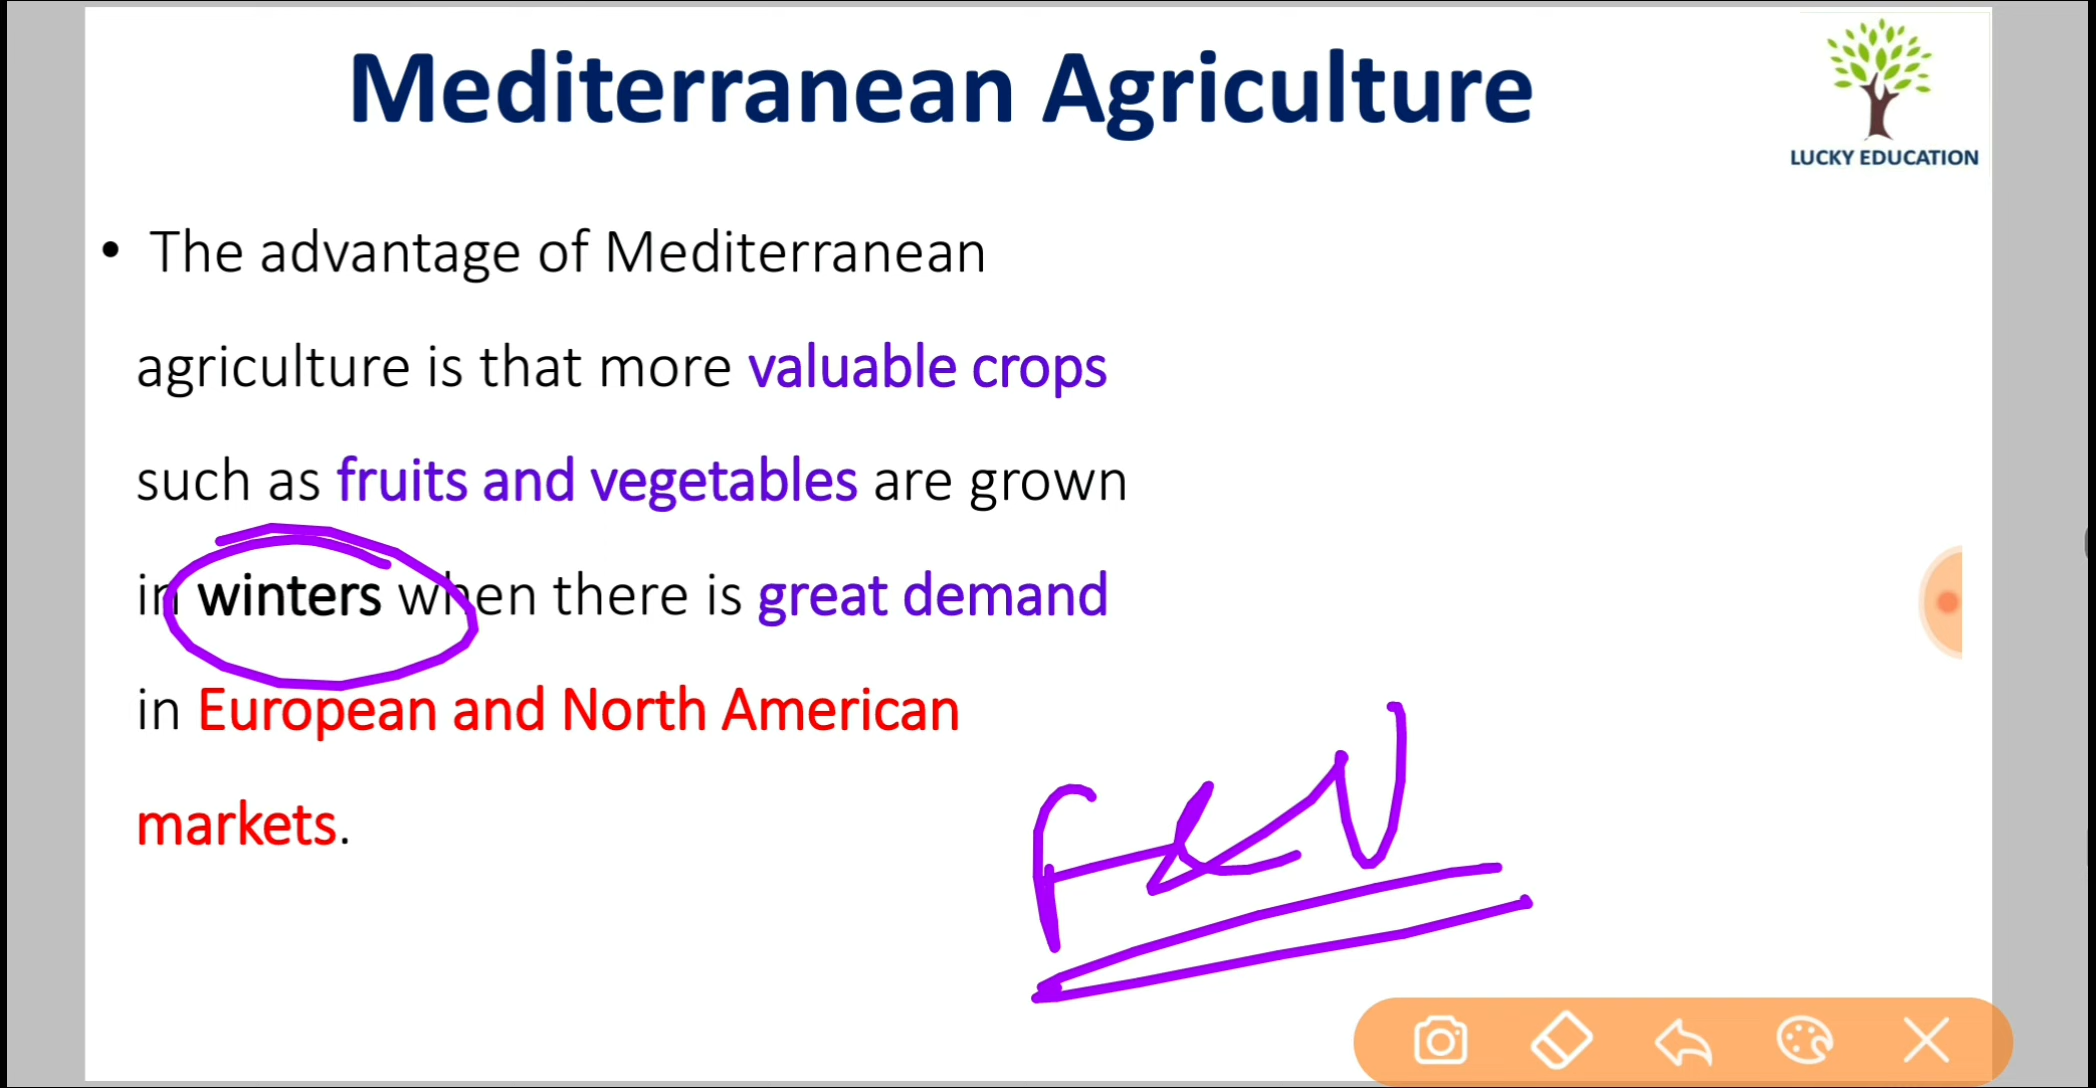 Mediterranean Agriculture
LUCKY EDUCATION
• The advantage of Mediterranean
agriculture is that more valuable crops
such as fruits and vegetables are grown
in winters when there is great demand
in European and North American
markets.
F&V